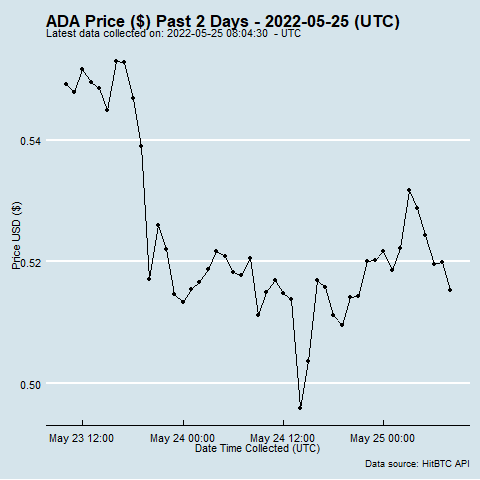 ADA Price ($) Past 2 Days - 2022-05-25 (UTC)
Latest data collected on: 2022-05-25 08:04:30  - UTC
Price USD ($)
0.54
0.52
0.50
May 23 12:00
May 24 00:00
May 24 12:00
May 25 00:00
Date Time Collected (UTC)
Data source: HitBTC API